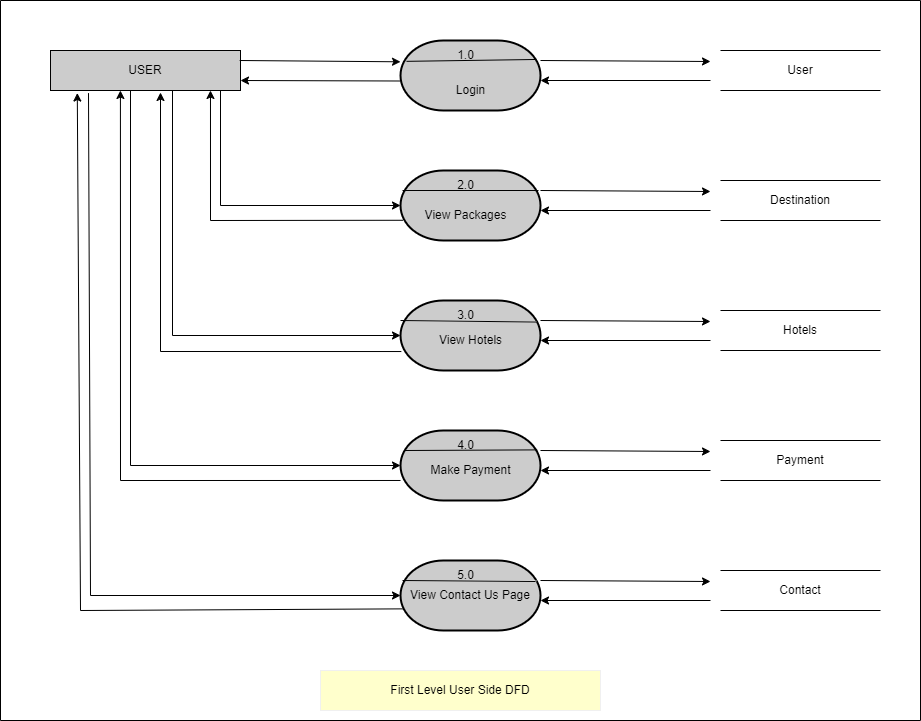 USER
1.0
Login
User
2.0
View Packages
Destination
3.0
View Hotels
Hotels
4.0
Make Payment
Payment
5.0
View Contact Us Page
Contact
First Level User Side DFD